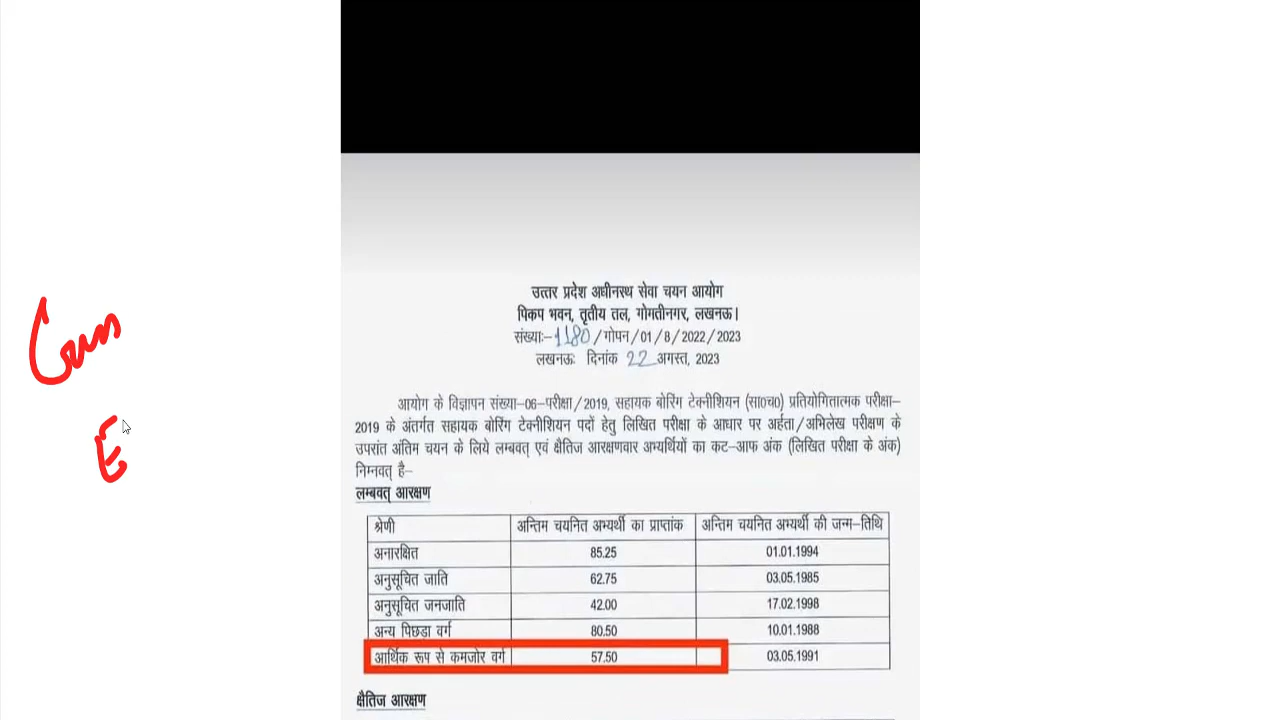 उत्तर प्रदेश अधीनस्थ सेवा चयन आयोग
पिकप भवन, तृतीय तल, गोमतीनगर, लखनऊ।
संख्याः-1180/गोपन/01/8/2022/2023
लखनऊः दिनांक 22 अगस्त, 2023
आयोग के विज्ञापन संख्या-06-परीक्षा/2019, सहायक बोरिंग टेक्नीशियन (सा0च0) प्रतियोगितात्मक परीक्षा-
2019 के अंतर्गत सहायक बोरिंग टेक्नीशियन पदों हेतु लिखित परीक्षा के आधार पर अर्हता/अभिलेख परीक्षण के
उपरांत अंतिम चयन के लिये लम्बवत् एवं क्षैतिज आरक्षणवार अभ्यर्थियों का कट-आफ अंक (लिखित परीक्षा के अंक)
निम्नवत् है-
लम्बवत् आरक्षण
श्रेणी अन्तिम चयनित अभ्यर्थी का प्राप्तांक अन्तिम चयनित अभ्यर्थी की जन्म-तिथि
अनारक्षित 85.25 01.01.1994
अनुसूचित जाति 62.75 03.05.1985
अनुसूचित जनजाति 42.00 17.02.1998
अन्य पिछड़ा वर्ग 80.50 10.01.1988
आर्थिक रूप से कमजोर वर्ग 57.50 03.05.1991
क्षैतिज आरक्षण
E